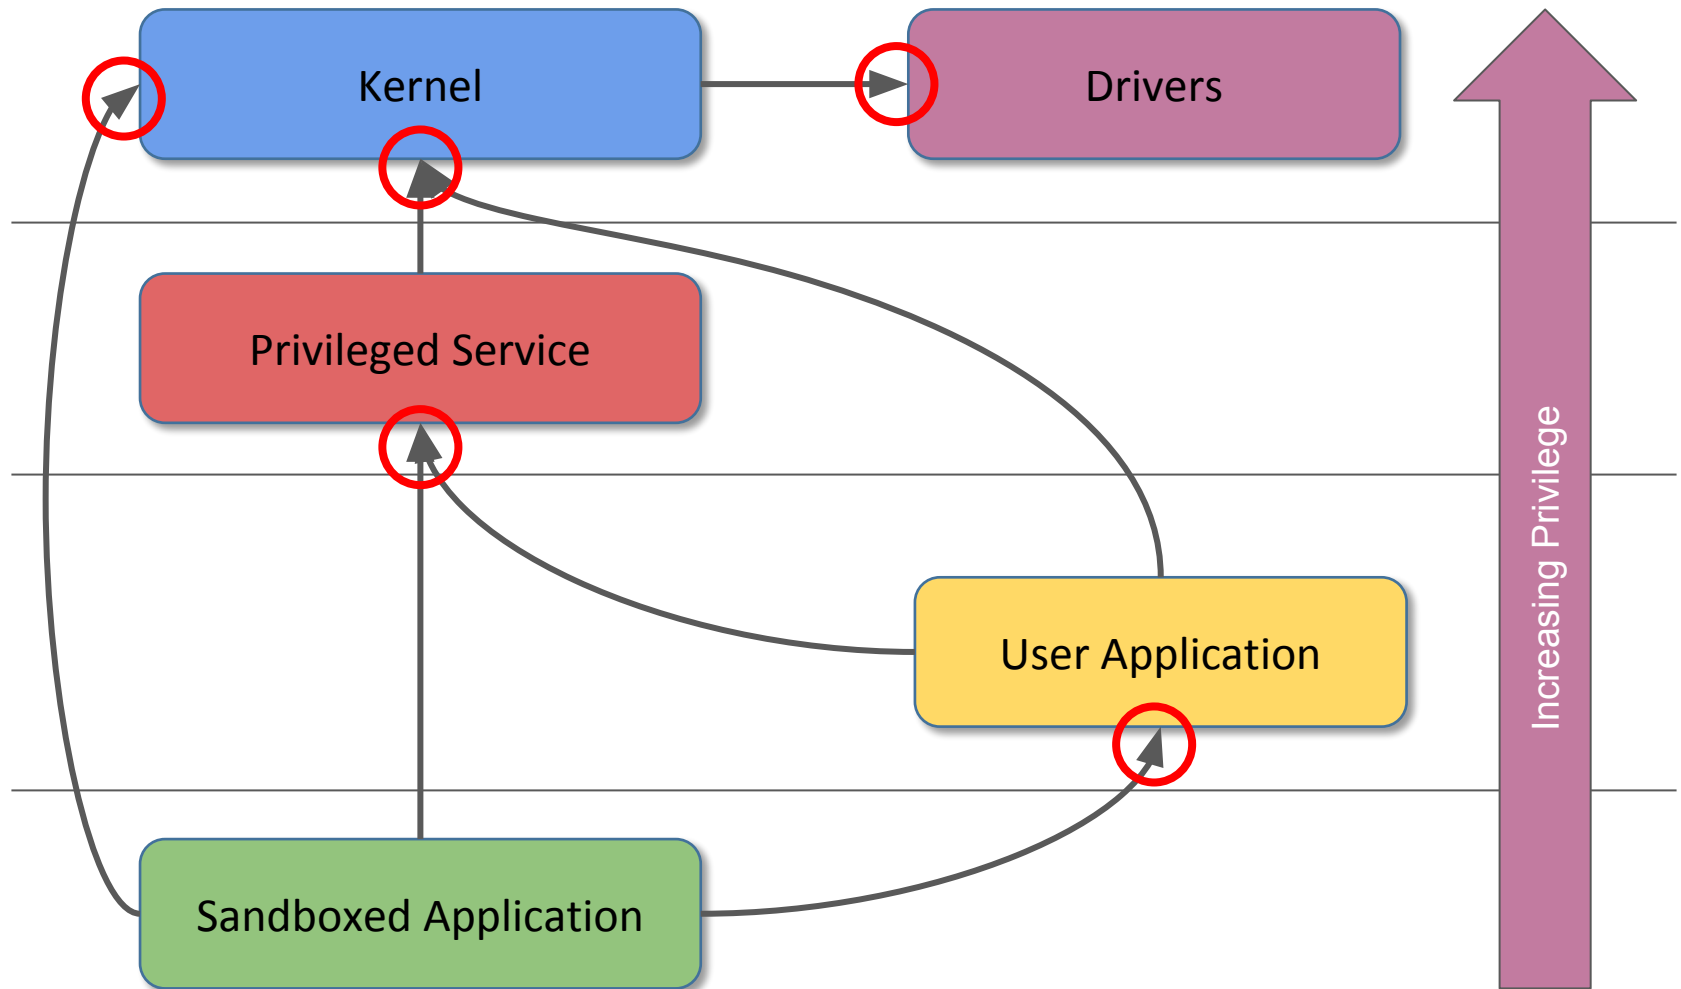 Kernel
Drivers
Privileged Service
User Application
Sandboxed Application
Increasing Privilege